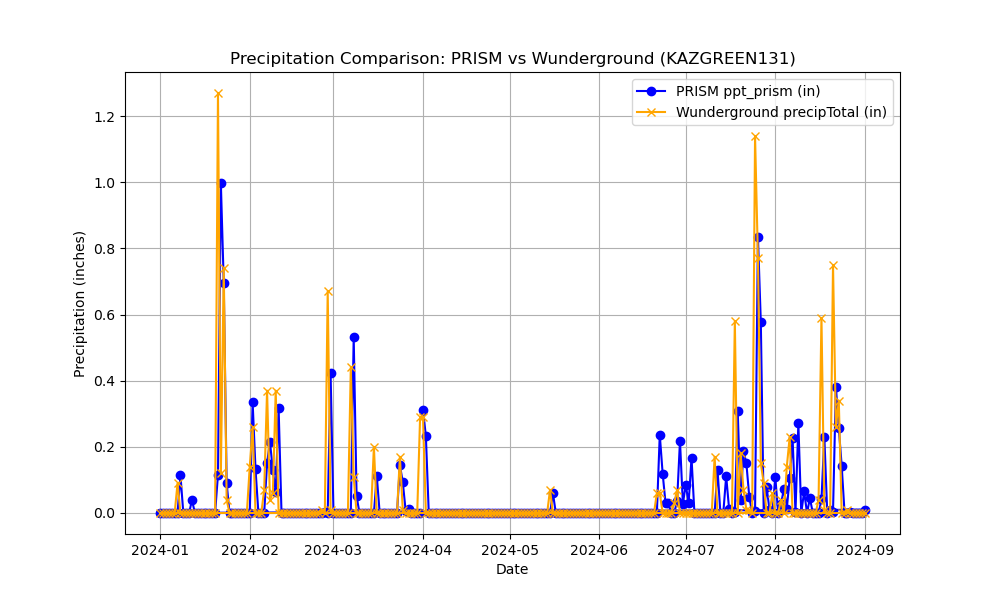 Precipitation Comparison: PRISM vs Wunderground (KAZGREEN131)
PRISM ppt_prism (in)
Wunderground precipTotal (in)
Precipitation (inches)
1.2
1.0
0.8
0.6
0.4
0.2
0.0
2024-01 2024-02 2024-03 2024-04 2024-05 2024-06 2024-07 2024-08 2024-09
Date